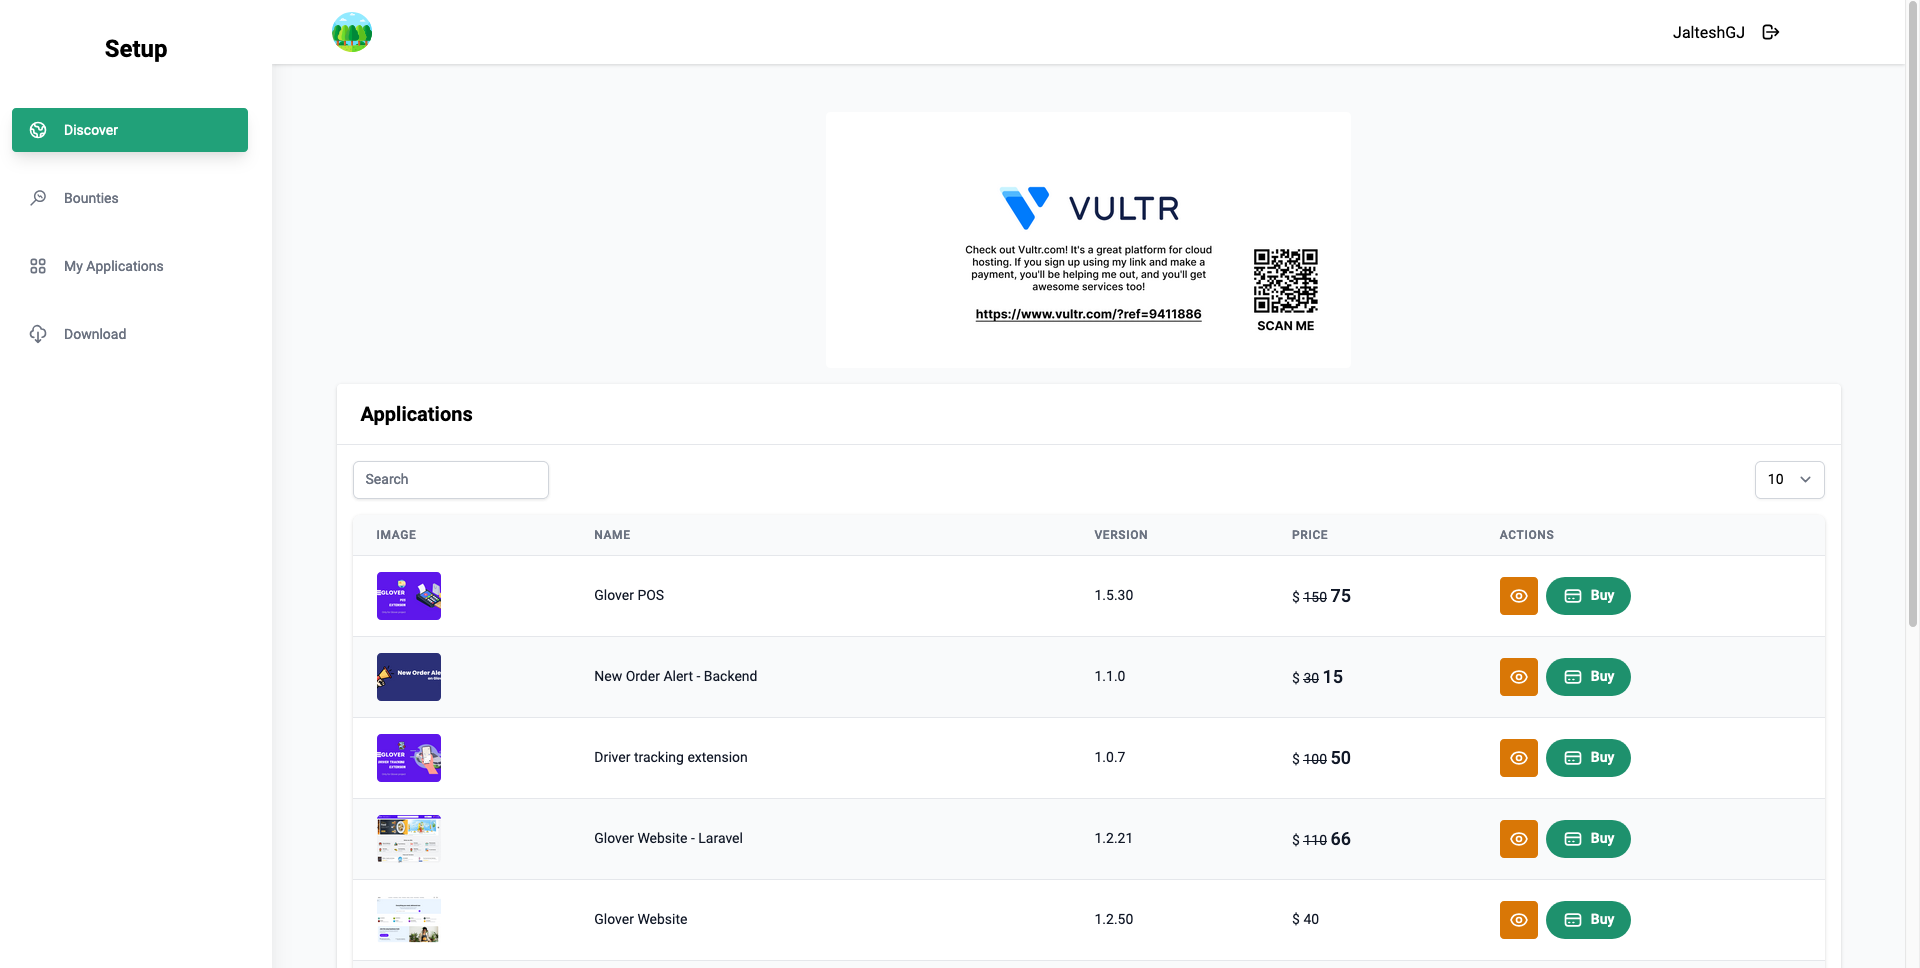 Setup
JalteshGJ
Discover
Bounties
My Applications
Download
VULTR
Check out Vultr.com! It's a great platform for cloud
hosting. If you sign up using my link and make a
payment, you'll be helping me out, and you'll get
awesome services too!
https://www.vultr.com/?ref=9411886
SCAN ME
Applications
Search
10
IMAGE NAME VERSION PRICE ACTIONS
GLOVER
POS
EXTENSION
Glover POS 1.5.30 $ 150 75 Buy
New Order Ale
New Order Alert - Backend 1.1.0 $ 30 15 Buy
GLOVER
DRIVER TRACKING
EXTENSION
Driver tracking extension 1.0.7 $ 100 50 Buy
Glover Website - Laravel 1.2.21 $ 110 66 Buy
Glover Website 1.2.50 $ 40 Buy